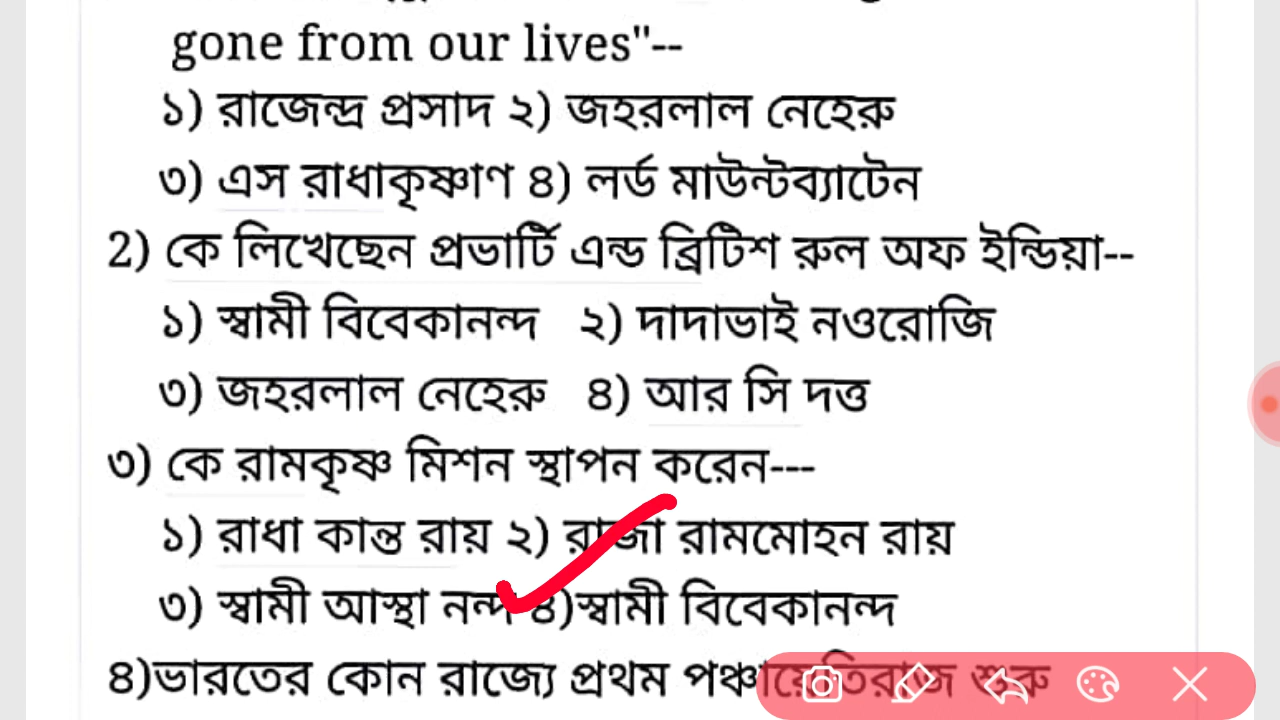 gone from our lives"--
১) রাজেন্দ্র প্রসাদ ২) জহরলাল নেহেরু
৩) এস রাধাকৃষ্ণাণ ৪) লর্ড মাউন্টব্যাটেন
2) কে লিখেছেন প্রভার্টি এন্ড ব্রিটিশ রুল অফ ইন্ডিয়া--
১) স্বামী বিবেকানন্দ ২) দাদাভাই নওরোজি
৩) জহরলাল নেহেরু ৪) আর সি দত্ত
৩) কে রামকৃষ্ণ মিশন স্থাপন করেন---
১) রাধা কান্ত রায় ২) রাজা রামমোহন রায়
৩) স্বামী আস্থা নন্দ ৪)স্বামী বিবেকানন্দ
৪)ভারতের কোন রাজ্যে প্রথম পঞ্চায়েতিরাজ শুরু